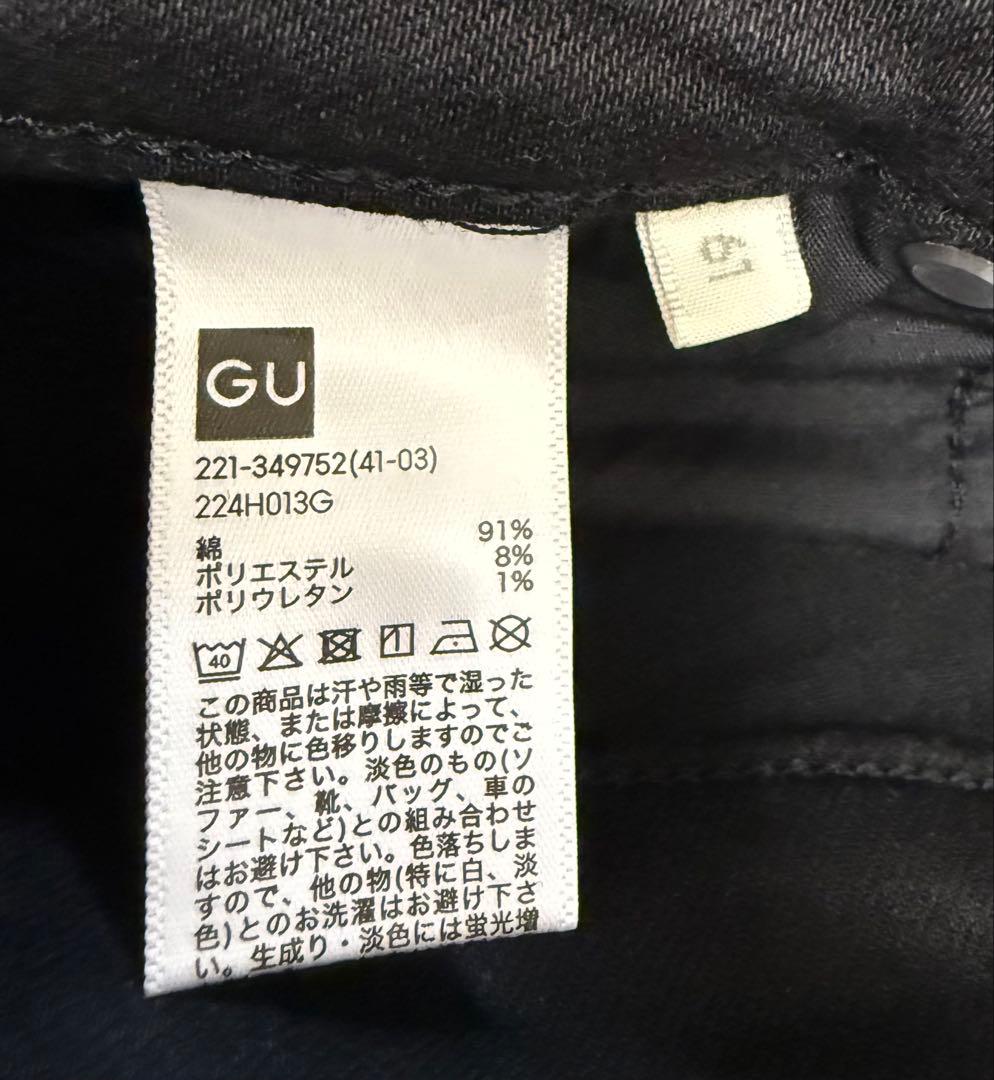 GU
221-349752(41-03)
224H013G
綿 91%
ポリエステル 8%
ポリウレタン 1%
40
この商品は汗や雨等で湿った
状態、または摩擦によって、
他の物に色移りしますのでご
注意下さい。淡色のもの(ソ
ファー、靴、バッグ、車の
シートなど)との組み合わせ
はお避け下さい。色落ちしま
すので、他の物(特に白、淡
色)とのお洗濯はお避け下さ
い。生成り・淡色には蛍光増